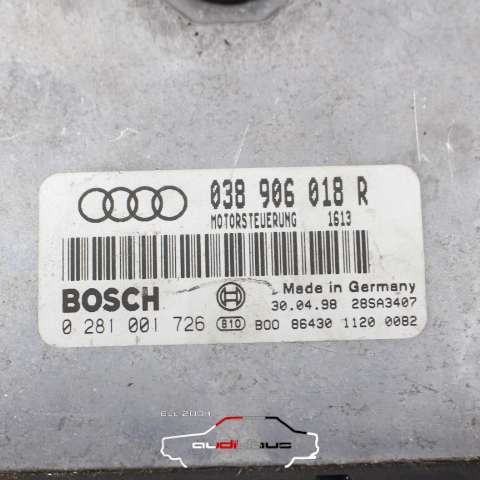 038 906 018 R
MOTORSTEUERUNG 1613
BOSCH
Made in Germany
30.04.98 28SA3407
0 281 001 726 B10 B00 86430 1120 0082
Est. 2004
audihaus